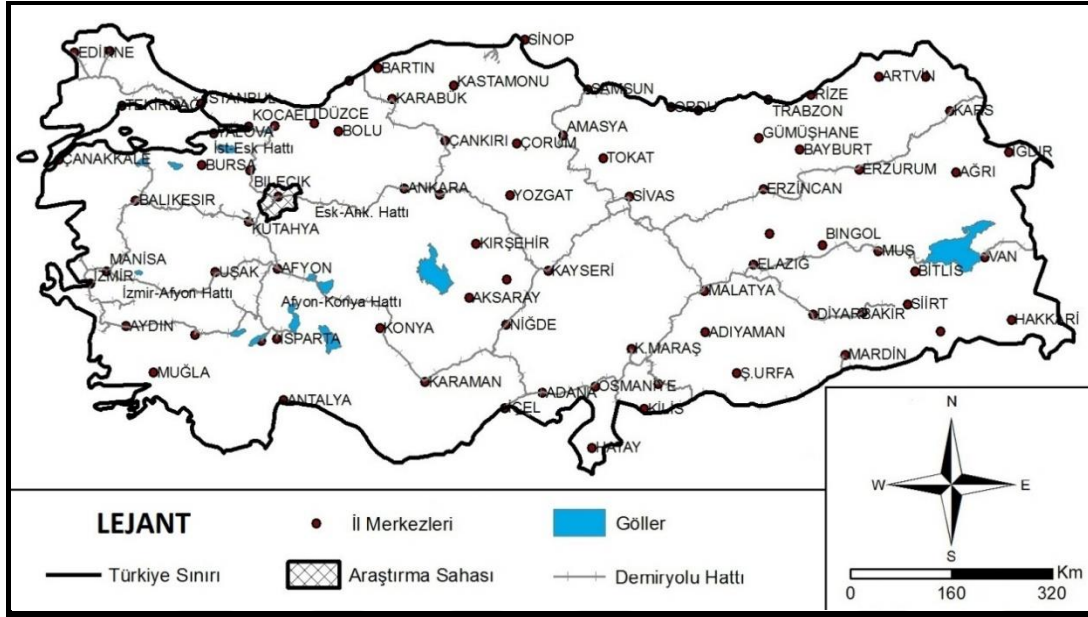 SİNOP
EDİRNE
BARTIN
KASTAMONU
ARTVİN
SAMSUN
RİZE
İSTANBUL
TEKİRDAĞ
KARABÜK
ORDU
TRABZON
KARS
KOCAELİ
DÜZCE
BOLU
YALOVA
AMASYA
GÜMÜŞHANE
ÇANKIRI
ÇORUM
BAYBURT
İst-Esk Hattı
IĞDIR
ÇANAKKALE
BURSA
TOKAT
ERZURUM
AĞRI
BİLECİK
ANKARA
ERZİNCAN
BALIKESİR
YOZGAT
SİVAS
Esk-Ank. Hattı
KÜTAHYA
KIRŞEHİR
BINGOL
MUŞ
MANİSA
VAN
İZMİR
UŞAK
AFYON
KAYSERİ
ELAZIĞ
BİTLİS
İzmir-Afyon Hattı
Afyon-Konya Hattı
AKSARAY
MALATYA
SİİRT
DİYARBAKIR
HAKKARİ
AYDIN
KONYA
NİĞDE
ADIYAMAN
ISPARTA
K.MARAŞ
MARDİN
MUĞLA
KARAMAN
Ş.URFA
OSMANİYE
ADANA
ANTALYA
İÇEL
KİLİS
HATAY
N
W
E
S
LEJANT
İl Merkezleri
Göller
Türkiye Sınırı
Araştırma Sahası
Demiryolu Hattı
Km
0 160 320